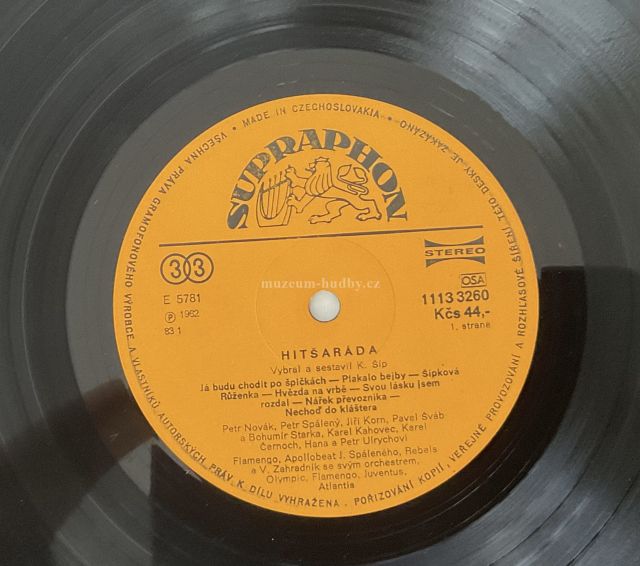 VŠECHNA PRÁVA GRAMOFONOVÉHO VÝROBCE A VLASTNÍKŮ AUTORSKÝCH PRÁV K DÍLU VYHRAŽENA. POŘIZOVÁNÍ KOPIÍ, VEŘEJNÉ PROVOZOVÁNÍ A ROZHLASOVÉ ŠÍŘENÍ TÉTO DESKY JE ZAKÁZÁNO • MADE IN CZECHOSLOVAKIA •
SUPRAPHON
33
STEREO
E 5781
OSA
Ⓟ 1982
1113 3260
83 1
Kčs 44,-
1. strana
muzeum-hudby.cz
HITŠARÁDA
Vybral a sestavil K. Šíp
Já budu chodit po špičkách — Plakalo bejby — Šípková
Růženka — Hvězda na vrbě — Svou lásku jsem
rozdal — Nářek převozníka —
Nechoď do kláštera
Petr Novák, Petr Spálený, Jiří Korn, Pavel Šváb
a Bohumír Starka, Karel Kahovec, Karel
Černoch, Hana a Petr Ulrychovi
Flamengo, Apollobeat J. Spáleného, Rebels
a V. Zahradník se svým orchestrem,
Olympic, Flamengo, Juventus,
Atlantis